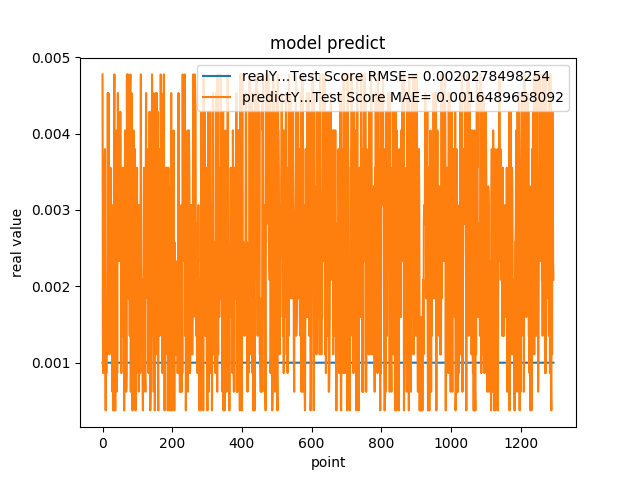 model predict
realY...Test Score RMSE= 0.0020278498254
predictY...Test Score MAE= 0.0016489658092
0.005
0.004
0.003
0.002
0.001
real value
0 200 400 600 800 1000 1200
point